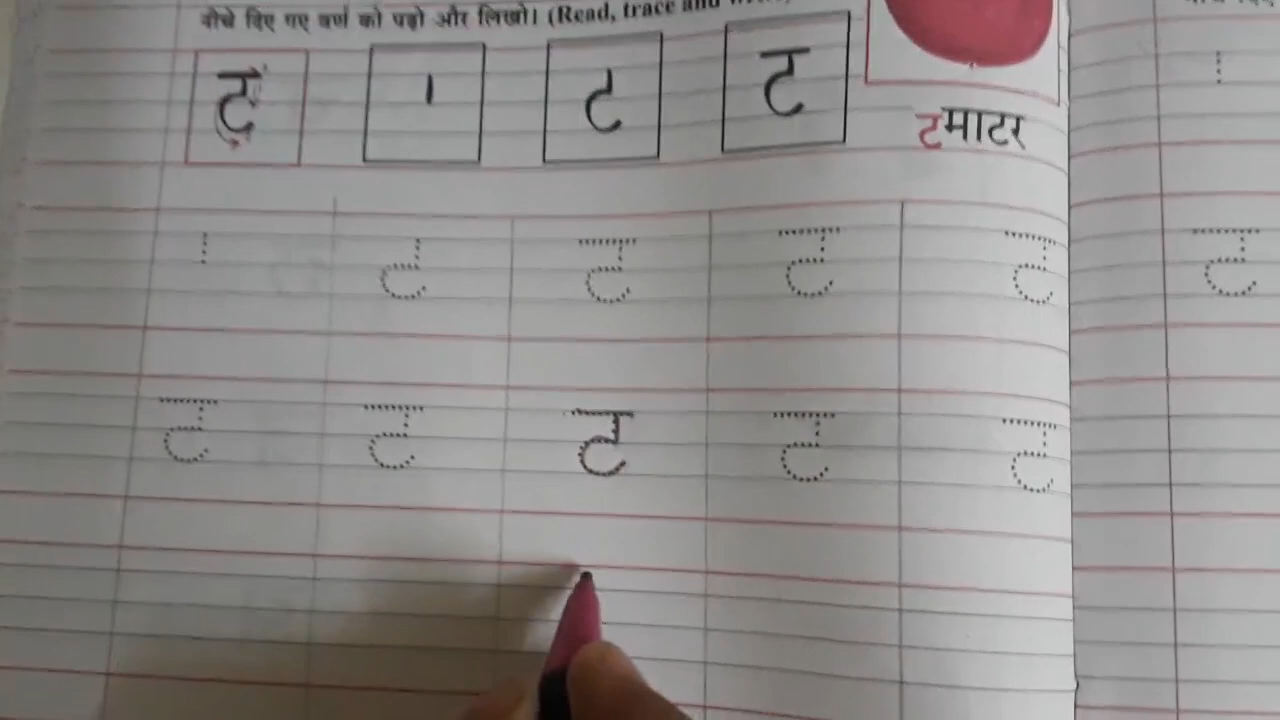 नीचे दिए गए वर्ण को पढ़ो और लिखो। (Read, trace and
ट ' ट ट
टमाटर
ट ट ट ट
ट ट ट ट ट
ट